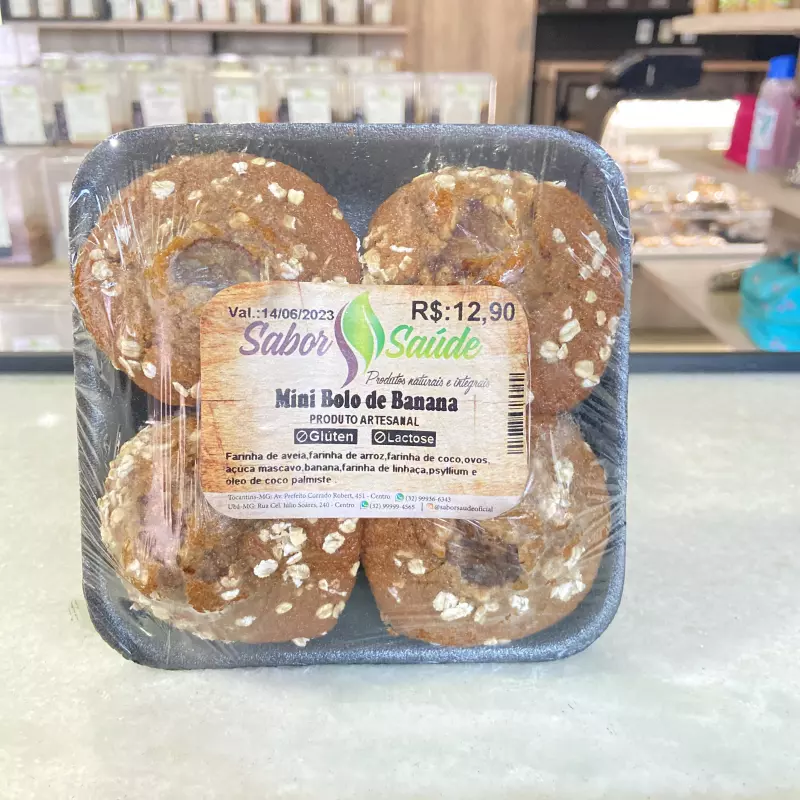 Val.:14/06/2023 R$:12,90
Sabor Saúde
Produtos naturais e integrais
Mini Bolo de Banana
PRODUTO ARTESANAL
Glúten Lactose
Farinha de aveia,farinha de arroz,farinha de coco,ovos,
açuca mascavo,banana,farinha de linhaça,psyllium e
óleo de coco palmiste
Tocantins-MG: Av. Prefeito Conrado Robert, 451 - Centro (32) 99936-6343
Ubá-MG: Rua Cel. Júlio Soares, 240 - Centro (32) 99999-4565 @saborsaudeoficial